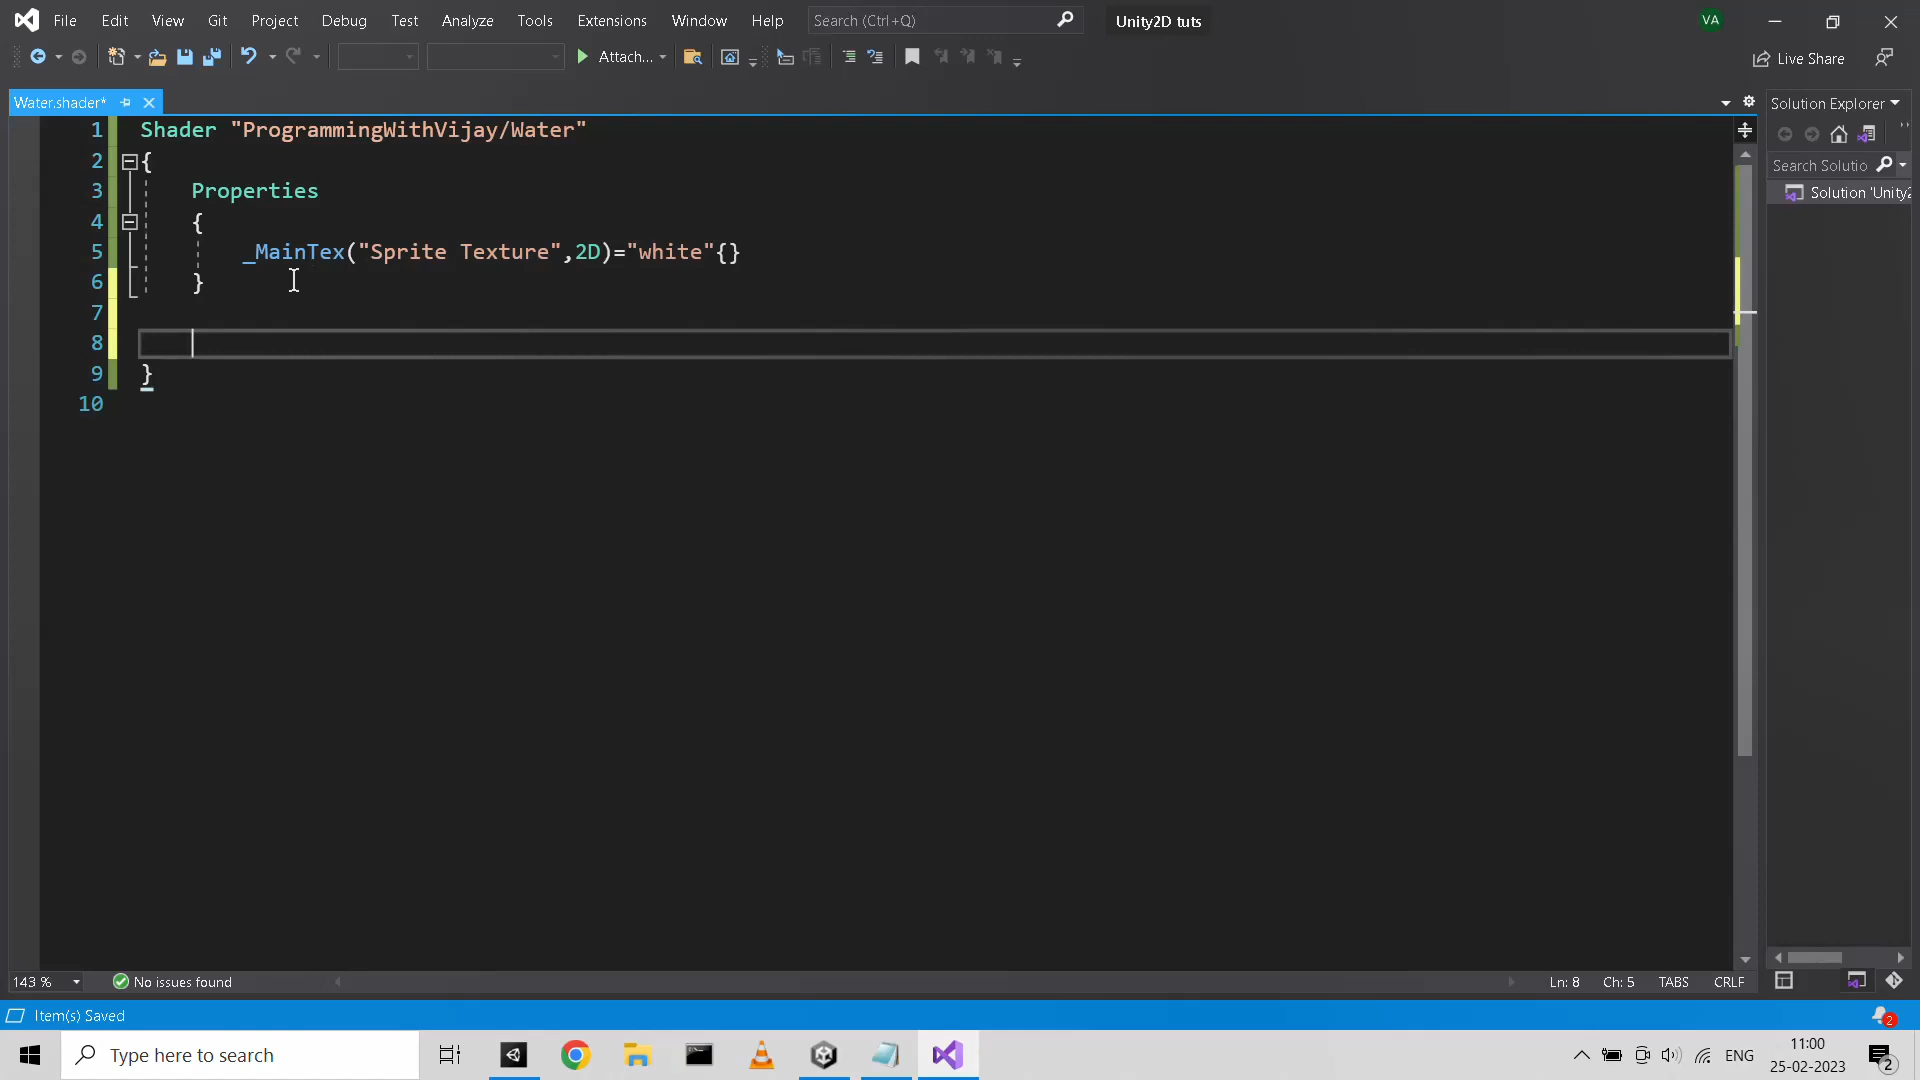 File Edit View Git Project Debug Test Analyze Tools Extensions Window Help Search (Ctrl+Q) Unity2D tuts VA
Attach... Live Share
Water.shader* Solution Explorer
1 Shader "ProgrammingWithVijay/Water"
2 {
3 Properties
4 {
5 _MainTex("Sprite Texture",2D)="white"{}
6 }
7
8
9 }
10
Search Solutio
Solution 'Unity2
143 % No issues found Ln: 8 Ch: 5 TABS CRLF
Item(s) Saved 2
Type here to search ENG 11:00
25-02-2023 2